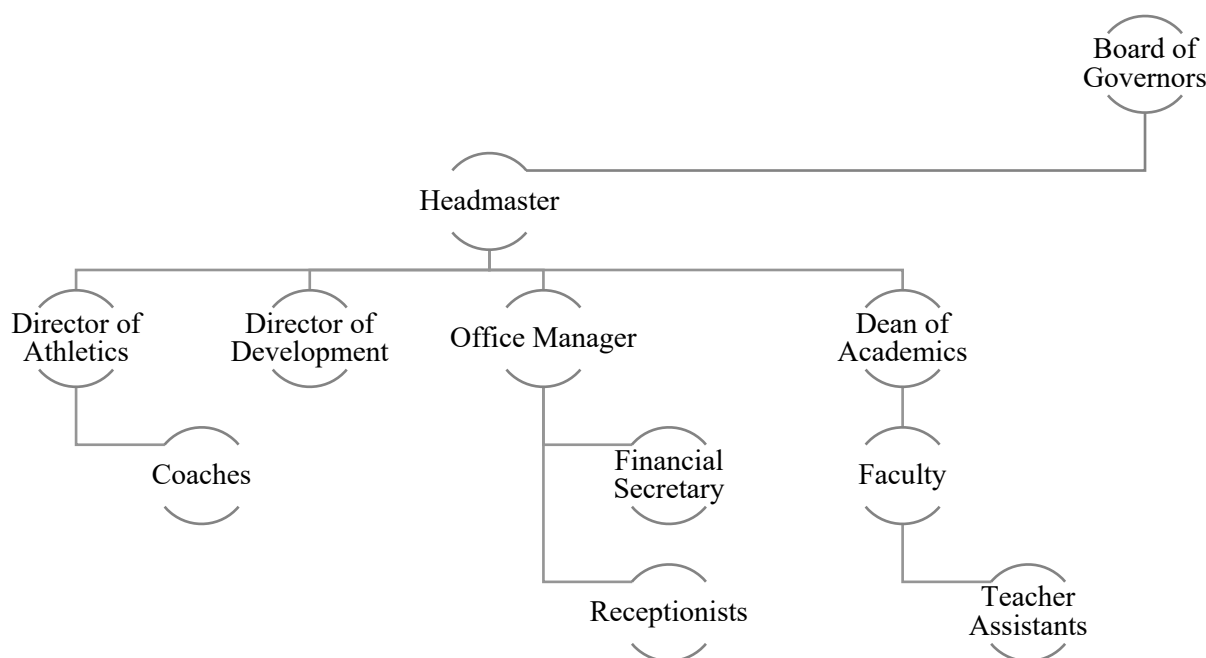 Board of
Governors
Headmaster
Director of
Athletics
Director of
Development
Office Manager
Dean of
Academics
Coaches
Financial
Secretary
Faculty
Receptionists
Teacher
Assistants